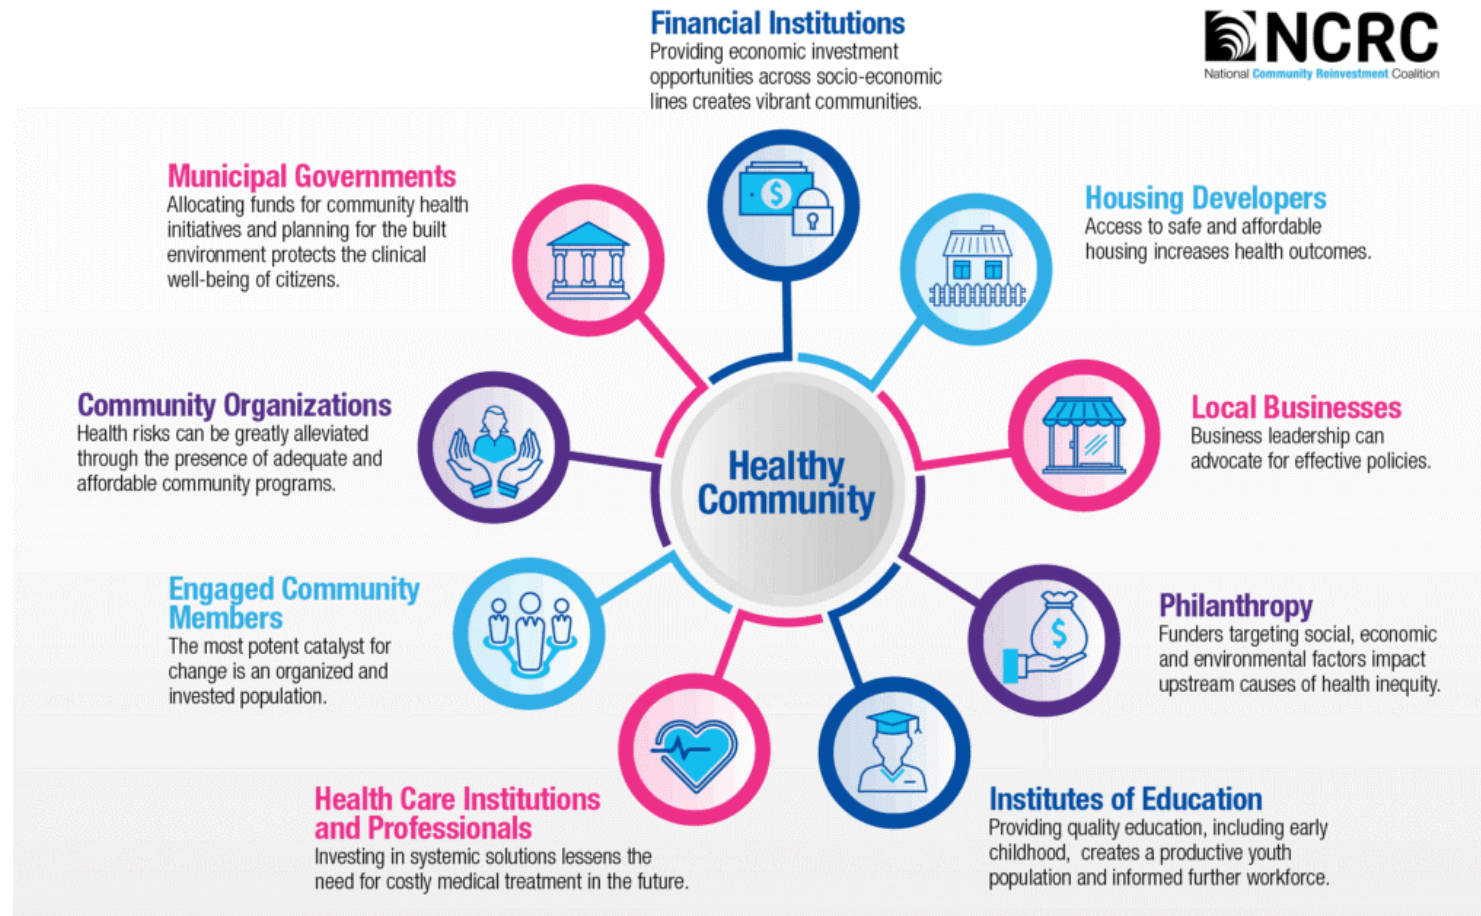 Financial Institutions
Providing economic investment
opportunities across socio-economic
lines creates vibrant communities.
NCRC
National Community Reinvestment Coalition
Municipal Governments
Allocating funds for community health
initiatives and planning for the built
environment protects the clinical
well-being of citizens.
Housing Developers
Access to safe and affordable
housing increases health outcomes.
Community Organizations
Health risks can be greatly alleviated
through the presence of adequate and
affordable community programs.
Local Businesses
Business leadership can
advocate for effective policies.
Healthy
Community
Engaged Community
Members
The most potent catalyst for
change is an organized and
invested population.
Philanthropy
Funders targeting social, economic
and environmental factors impact
upstream causes of health inequity.
Health Care Institutions
and Professionals
Investing in systemic solutions lessens the
need for costly medical treatment in the future.
Institutes of Education
Providing quality education, including early
childhood,  creates a productive youth
population and informed further workforce.
$
$